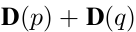 𝗗(p) + 𝗗(q)